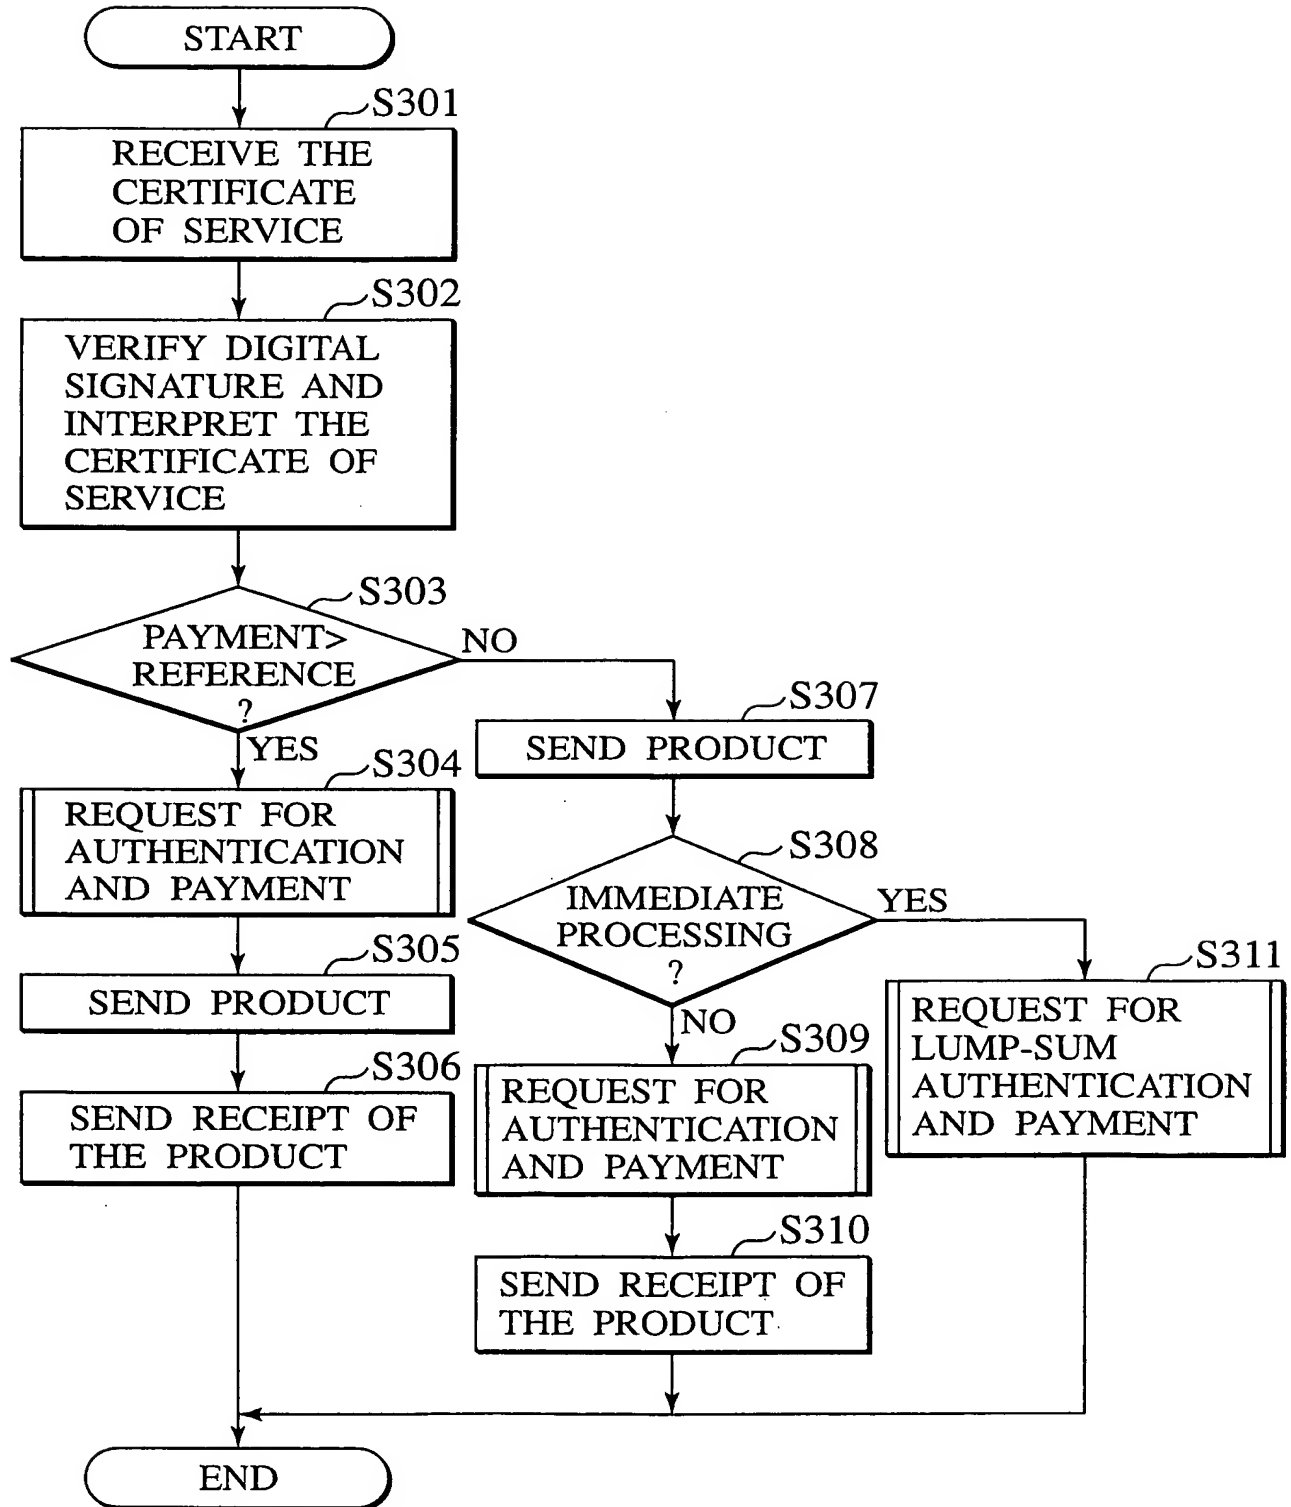 START
S301
RECEIVE THE
CERTIFICATE
OF SERVICE
S302
VERIFY DIGITAL
SIGNATURE AND
INTERPRET THE
CERTIFICATE OF
SERVICE
S303
PAYMENT>
REFERENCE
?
NO
YES
S304
REQUEST FOR
AUTHENTICATION
AND PAYMENT
S305
SEND PRODUCT
S306
SEND RECEIPT OF
THE PRODUCT
S307
SEND PRODUCT
S308
IMMEDIATE
PROCESSING
?
YES
NO
S309
REQUEST FOR
AUTHENTICATION
AND PAYMENT
S310
SEND RECEIPT OF
THE PRODUCT
S311
REQUEST FOR
LUMP-SUM
AUTHENTICATION
AND PAYMENT
END